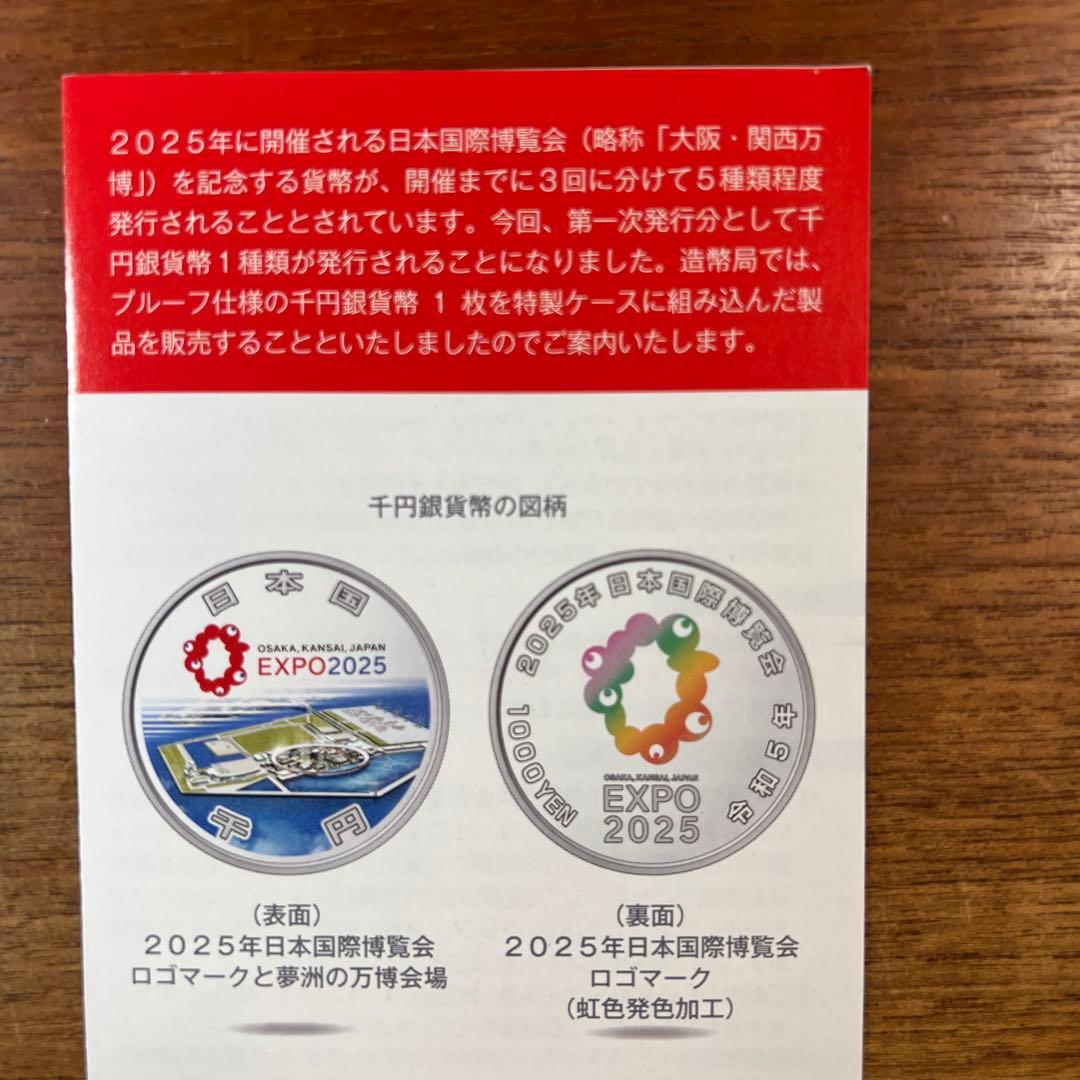 ２０２５年に開催される日本国際博覧会（略称「大阪・関西万
博」）を記念する貨幣が、開催までに３回に分けて５種類程度
発行されることとされています。今回、第一次発行分として千
円銀貨幣１種類が発行されることになりました。造幣局では、
プルーフ仕様の千円銀貨幣 １ 枚を特製ケースに組み込んだ製
品を販売することといたしましたのでご案内いたします。
千円銀貨幣の図柄
日本国
OSAKA, KANSAI, JAPAN
EXPO2025
千円
2025年日本国際博覧会
1000YEN
令和5年
OSAKA, KANSAI, JAPAN
EXPO
2025
（表面）
２０２５年日本国際博覧会
ロゴマークと夢洲の万博会場
（裏面）
２０２５年日本国際博覧会
ロゴマーク
（虹色発色加工）